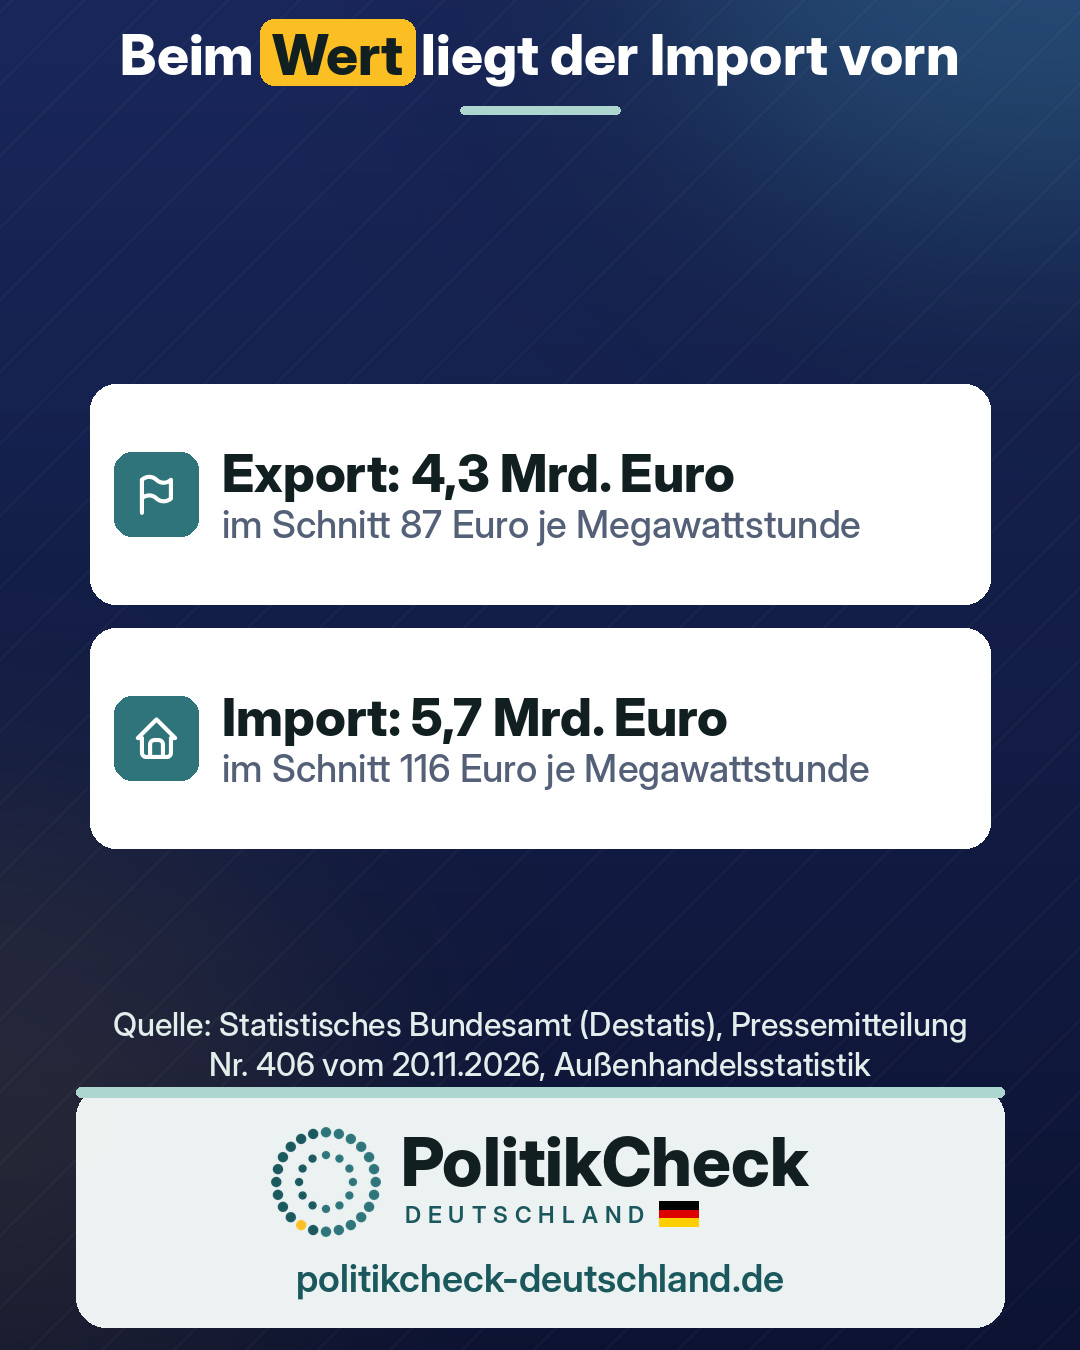 Beim Wert liegt der Import vorn
Export: 4,3 Mrd. Euro
im Schnitt 87 Euro je Megawattstunde
Import: 5,7 Mrd. Euro
im Schnitt 116 Euro je Megawattstunde
Quelle: Statistisches Bundesamt (Destatis), Pressemitteilung
Nr. 406 vom 20.11.2026, Außenhandelsstatistik
PolitikCheck
DEUTSCHLAND
politikcheck-deutschland.de